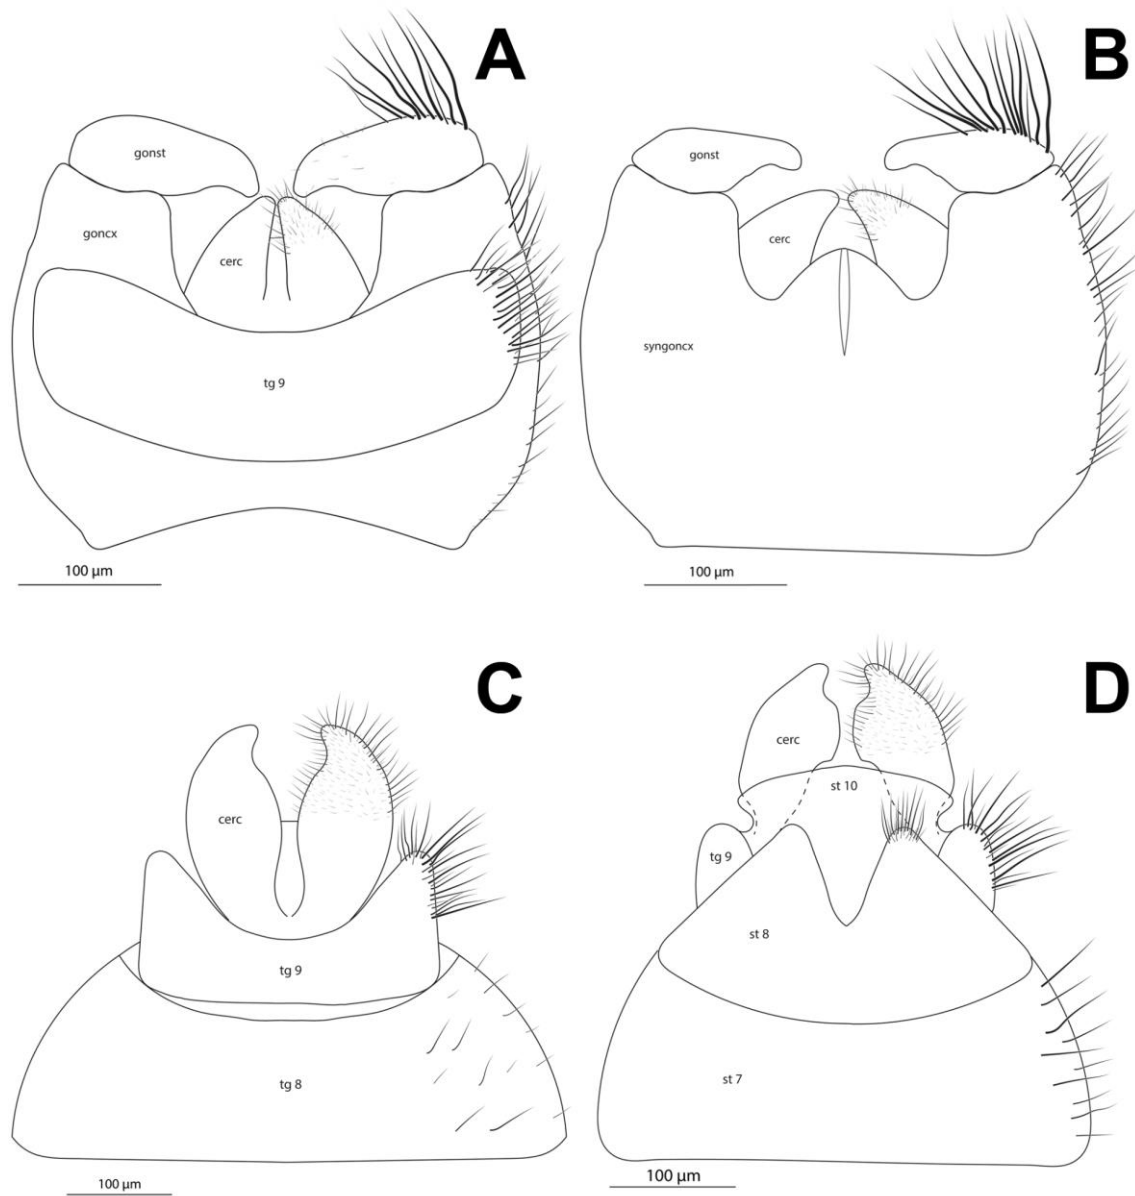 A
B
gonst
gonst
goncx
cerc
cerc
syngoncx
tg 9
100 µm
100 µm
C
D
cerc
cerc
st 10
tg 9
st 8
tg 9
tg 8
st 7
100 µm
100 µm